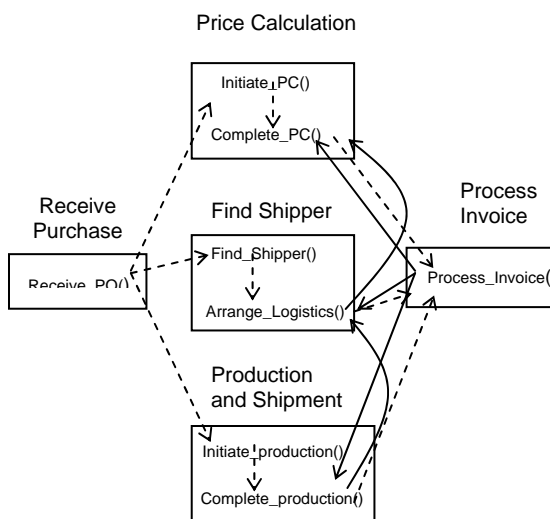 Price Calculation
Initiate_PC()
Complete_PC()
Receive
Purchase
Receive_PO()
Find Shipper
Find_Shipper()
Arrange_Logistics()
Process
Invoice
Process_Invoice(
Production
and Shipment
Initiate_production()
Complete_production()